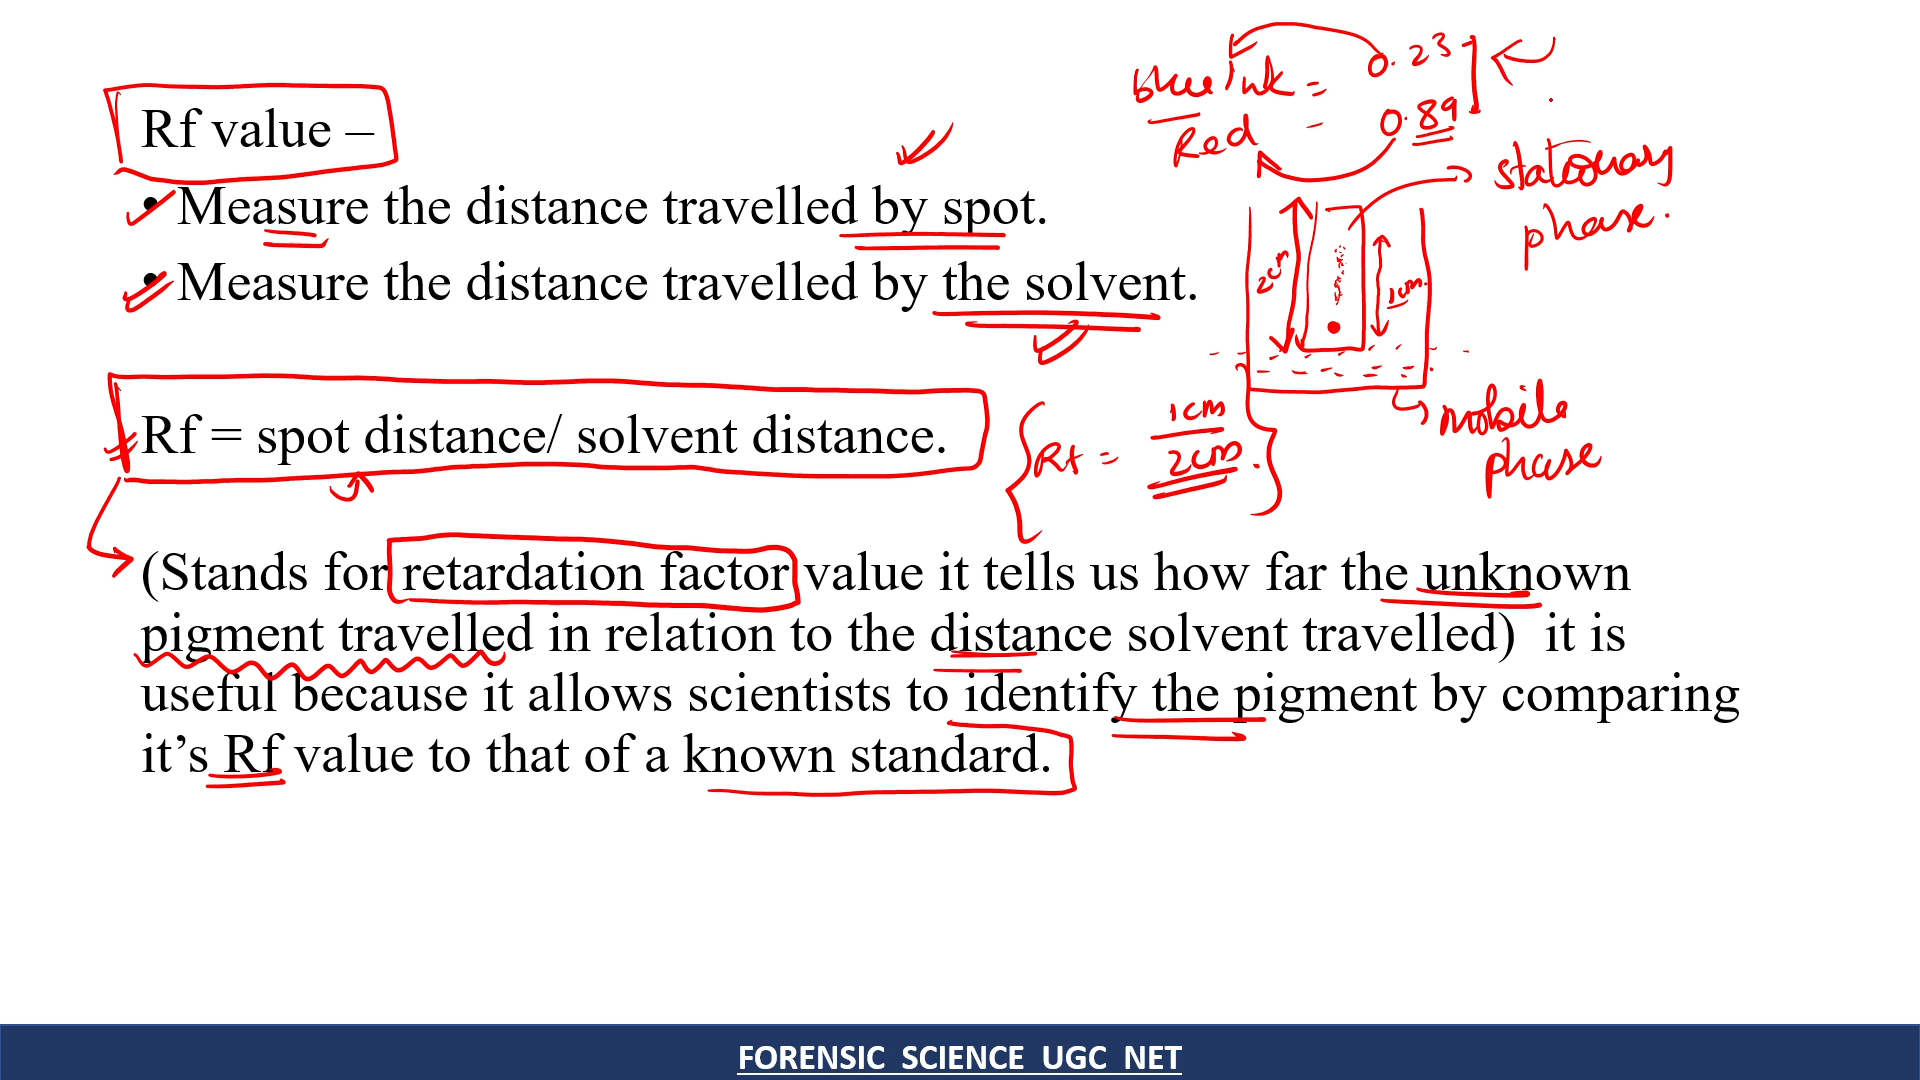 Blue Ink = 0.23
Red - 0.89
Rf value –
stationary
phase.
• Measure the distance travelled by spot.
• Measure the distance travelled by the solvent.
2cm
1cm.
Rf = spot distance/ solvent distance.
Rf = 1cm
2cm.
mobile
phase
(Stands for retardation factor value it tells us how far the unknown
pigment travelled in relation to the distance solvent travelled)  it is
useful because it allows scientists to identify the pigment by comparing
it’s Rf value to that of a known standard.
FORENSIC SCIENCE UGC NET